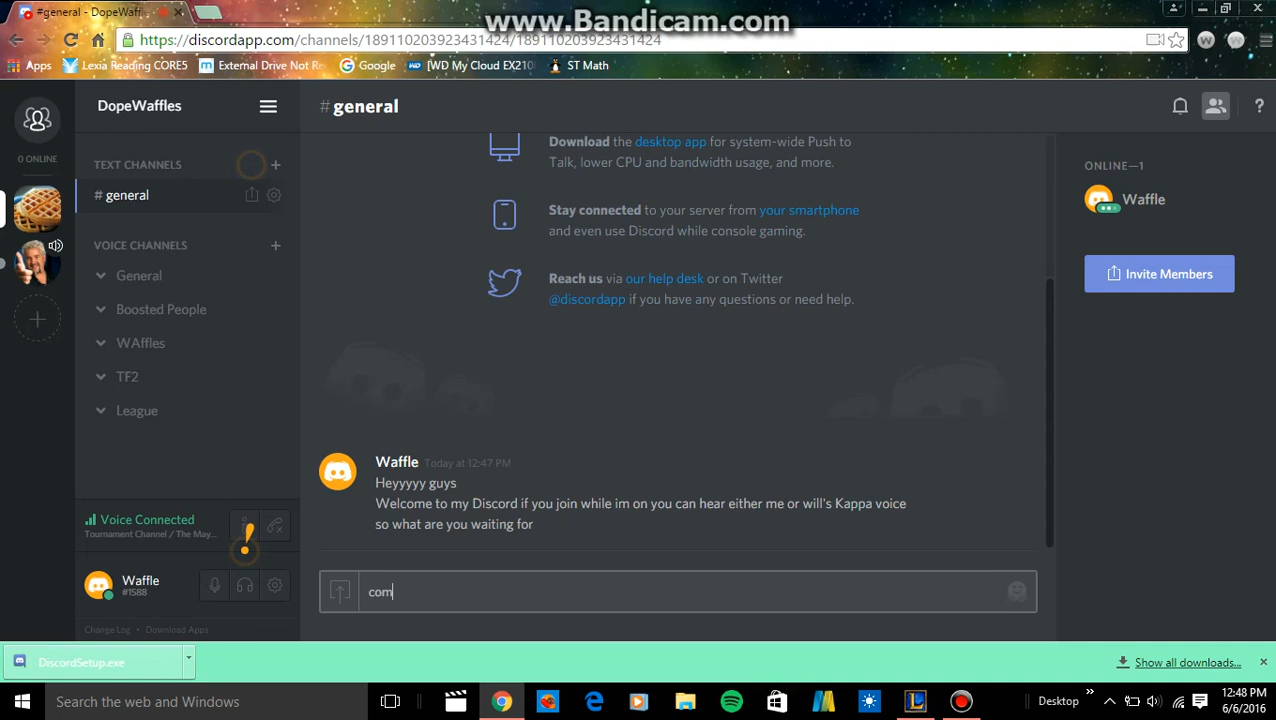 #general - DopeWaffl...
www.Bandicam.com
https://discordapp.com/channels/189110203923431424/189110203923431424
Apps
Lexia Reading CORE5
External Drive Not Re
Google
[WD My Cloud EX210
ST Math
DopeWaffles
#general
0 ONLINE
TEXT CHANNELS
# general
VOICE CHANNELS
General
Boosted People
WAffles
TF2
League
Download the desktop app for system-wide Push to
Talk, lower CPU and bandwidth usage, and more.
Stay connected to your server from your smartphone
and even use Discord while console gaming.
Reach us via our help desk or on Twitter
@discordapp if you have any questions or need help.
Waffle Today at 12:47 PM
Heyyyyy guys
Welcome to my Discord if you join while im on you can hear either me or will's Kappa voice
so what are you waiting for
com
ONLINE—1
Waffle
Invite Members
Voice Connected
Tournament Channel / The May...
Waffle
#1588
Change Log • Download Apps
DiscordSetup.exe
Show all downloads...
Search the web and Windows
Desktop
12:48 PM
6/6/2016